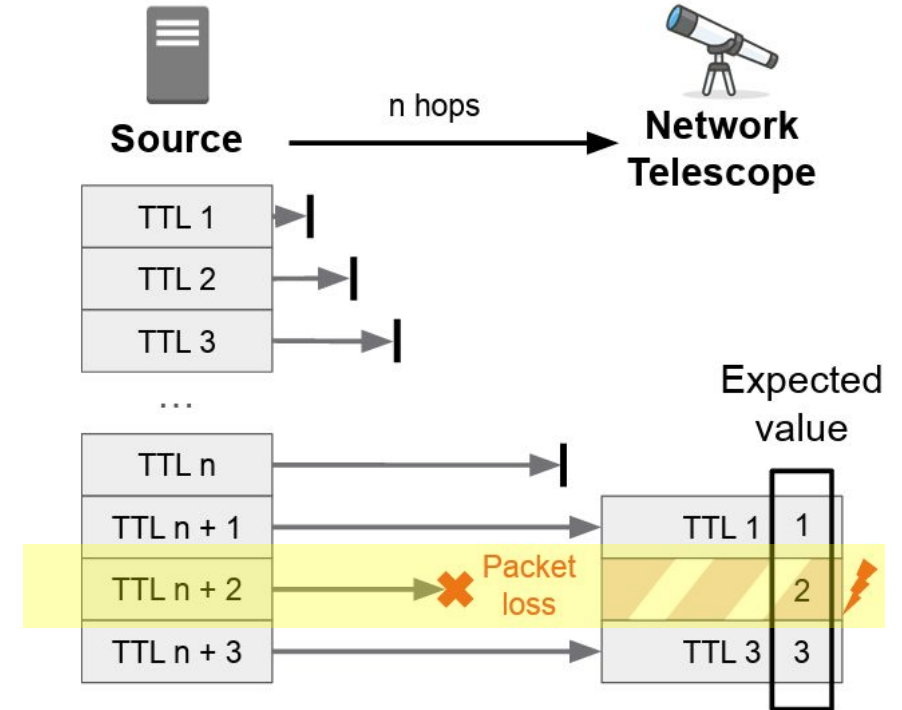 Source
n hops
Network
Telescope
TTL 1
TTL 2
TTL 3
...
Expected
value
TTL n
TTL n + 1
TTL 1 1
TTL n + 2
Packet
loss
2
TTL n + 3
TTL 3 3